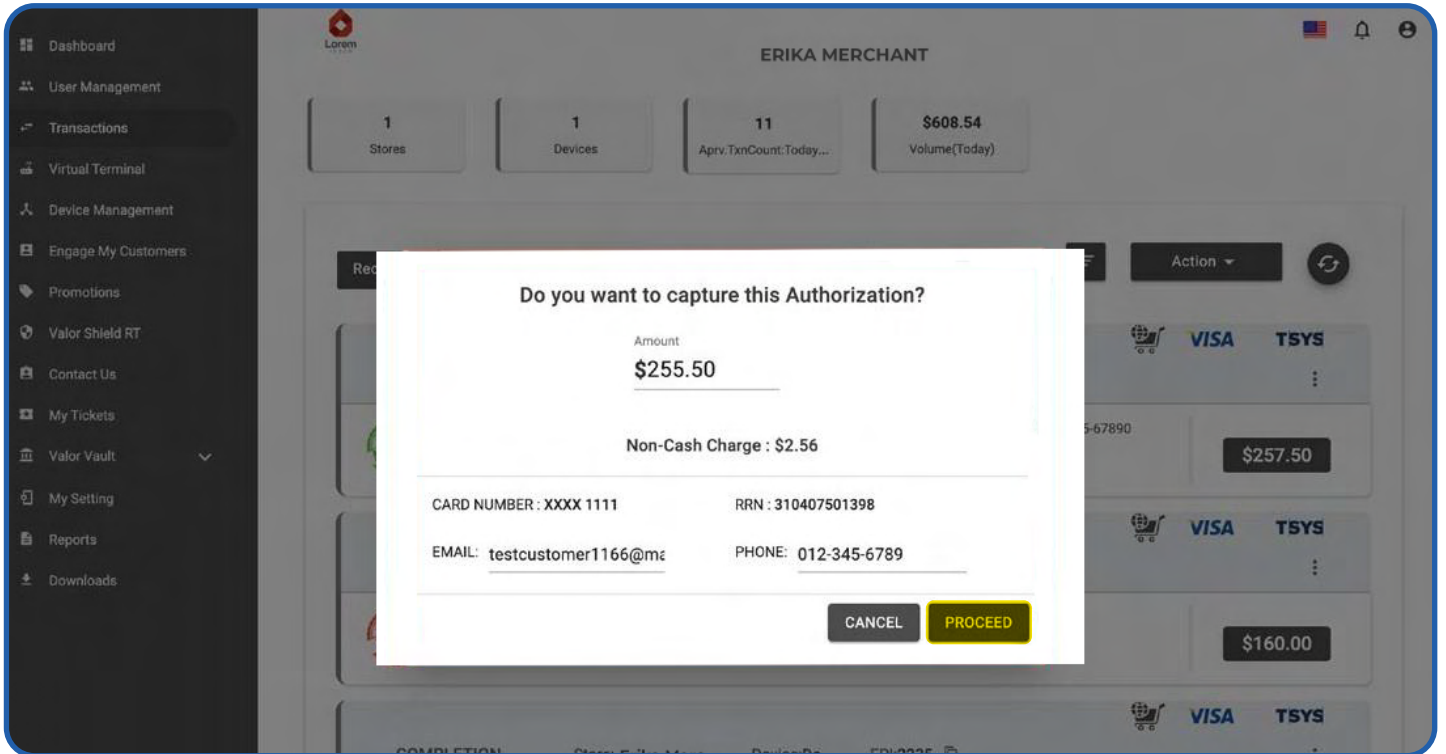 Lorem
ERIKA MERCHANT
Dashboard
User Management
Transactions
Virtual Terminal
Device Management
Engage My Customers
Promotions
Valor Shield RT
Contact Us
My Tickets
Valor Vault
My Setting
Reports
Downloads
1
Stores
1
Devices
11
Aprv.TxnCount:Today...
$608.54
Volume(Today)
Rec
Action
VISA TSYS
5-67890
$257.50
VISA TSYS
$160.00
VISA TSYS
Do you want to capture this Authorization?
Amount
$255.50
Non-Cash Charge : $2.56
CARD NUMBER : XXXX 1111 RRN : 310407501398
EMAIL: testcustomer1166@ma PHONE: 012-345-6789
CANCEL PROCEED
COMPLETION